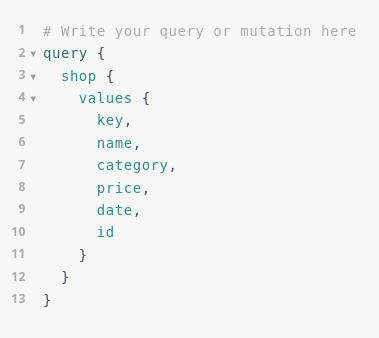 1 # Write your query or mutation here
2 ▾ query {
3 ▾   shop {
4 ▾     values {
5         key,
6         name,
7         category,
8         price,
9         date,
10         id
11       }
12     }
13 }